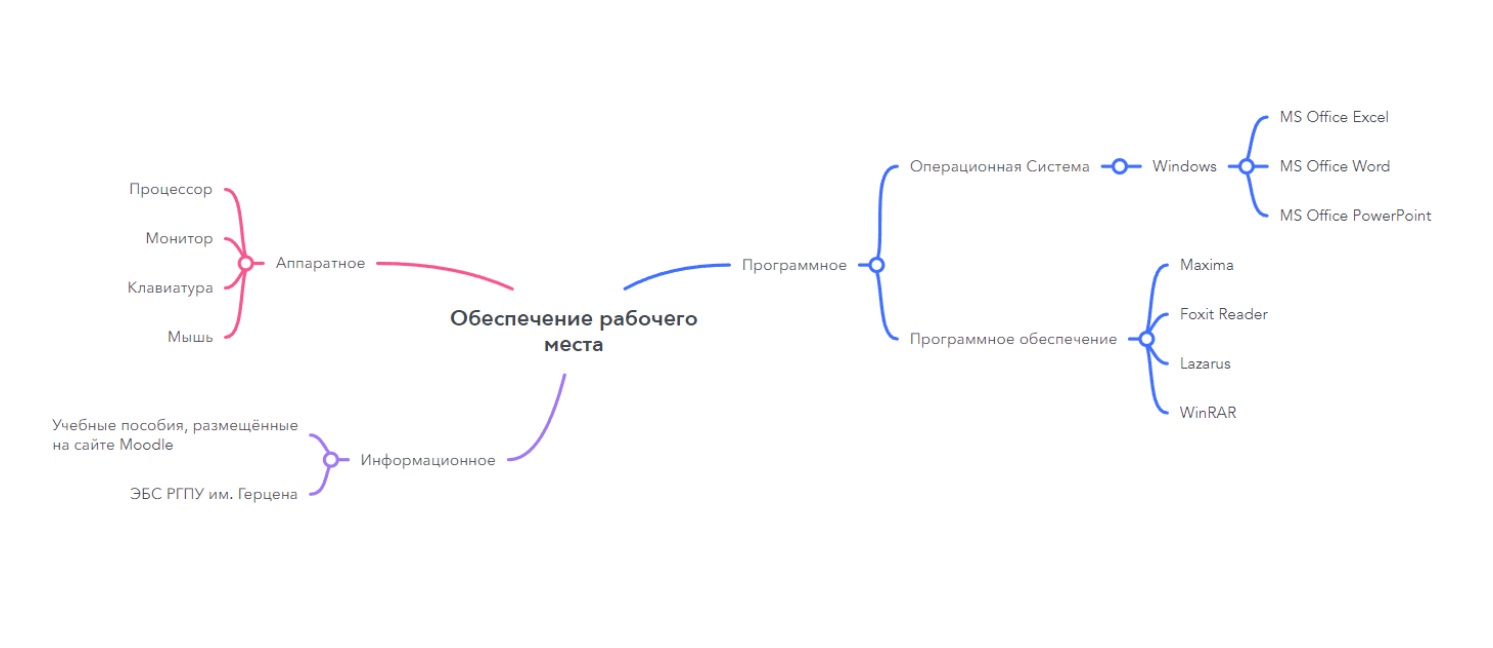 Обеспечение рабочего
места
Аппаратное
Процессор
Монитор
Клавиатура
Мышь
Информационное
Учебные пособия, размещённые
на сайте Moodle
ЭБС РГПУ им. Герцена
Программное
Операционная Система
Windows
MS Office Excel
MS Office Word
MS Office PowerPoint
Программное обеспечение
Maxima
Foxit Reader
Lazarus
WinRAR